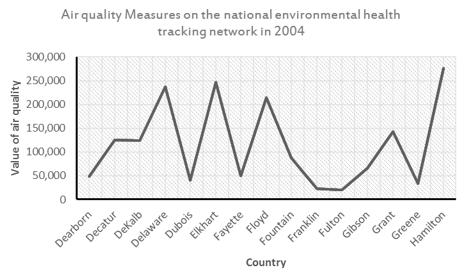 Air quality Measures on the national environmental health
tracking network in 2004
Value of air quality
300,000
250,000
200,000
150,000
100,000
50,000
0
Dearborn
Decatur
DeKalb
Delaware
Dubois
Elkhart
Fayette
Floyd
Fountain
Franklin
Fulton
Gibson
Grant
Greene
Hamilton
Country